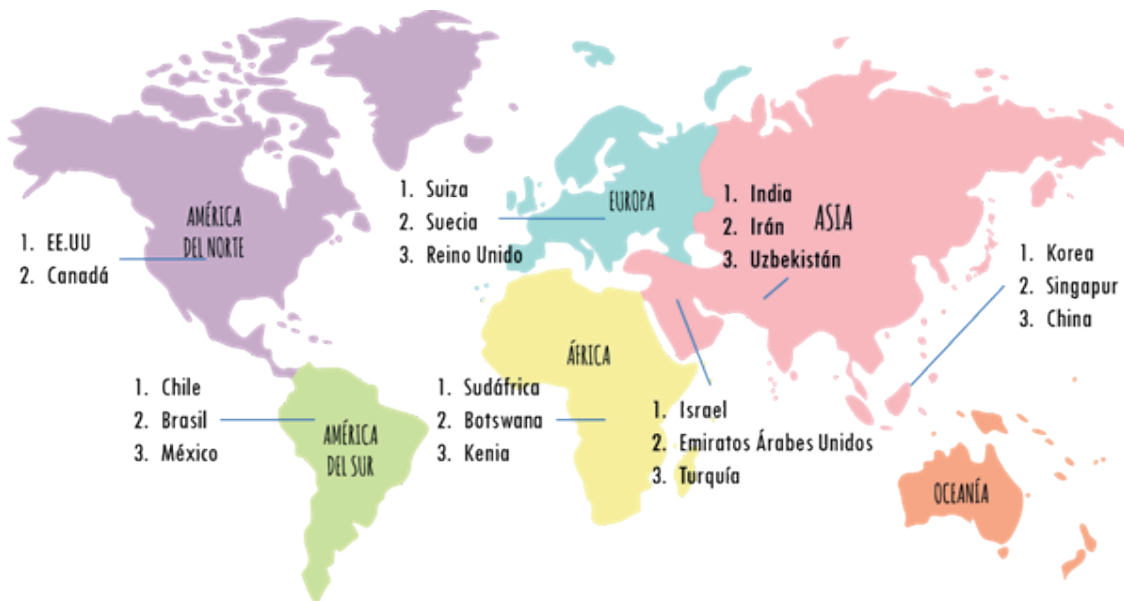 AMÉRICA
DEL NORTE
1. EE.UU
2. Canadá
EUROPA
1. Suiza
2. Suecia
3. Reino Unido
ASIA
1. India
2. Irán
3. Uzbekistán
1. Korea
2. Singapur
3. China
AMÉRICA
DEL SUR
1. Chile
2. Brasil
3. México
ÁFRICA
1. Sudáfrica
2. Botswana
3. Kenia
1. Israel
2. Emiratos Árabes Unidos
3. Turquía
OCEANÍA